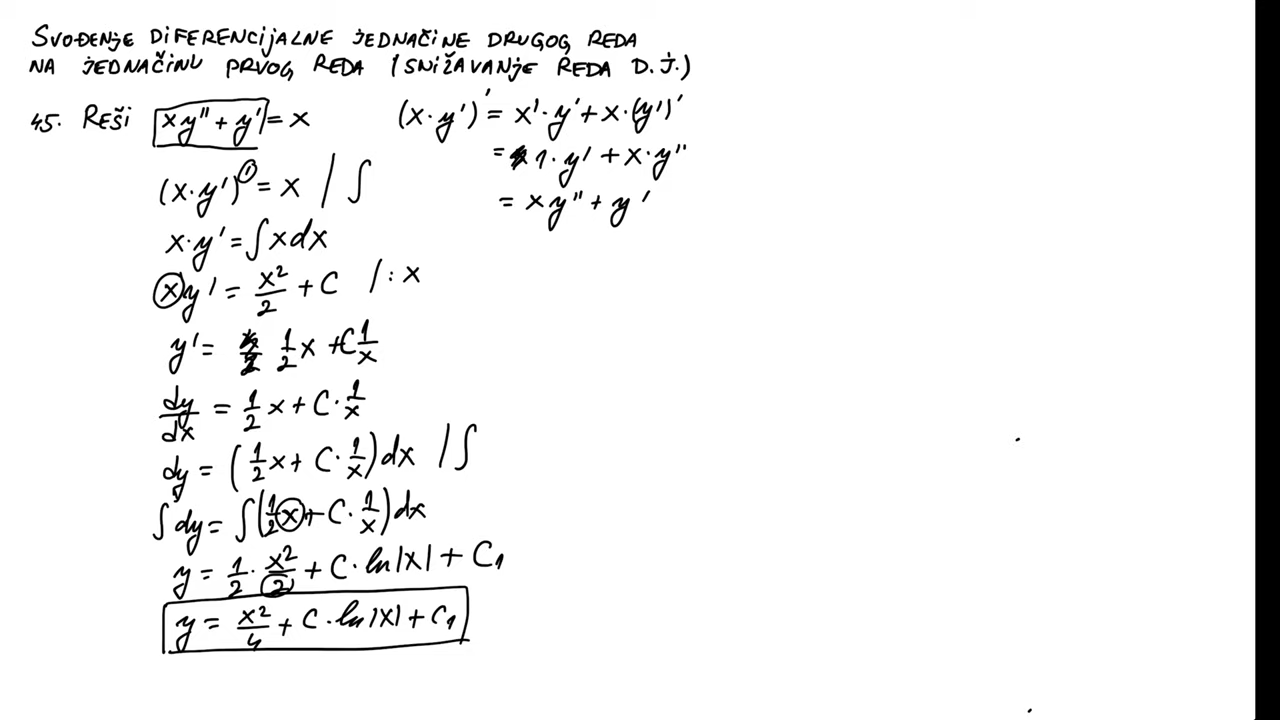 SVOĐENJE DIFERENCIJALNE JEDNAČINE DRUGOG REDA
NA JEDNAČINU PRVOG REDA (SNIŽAVANJE REDA D.J.)
45. REŠI xy'' + y' = x
(x·y')' = x / ∫
x·y' = ∫xdx
xy' = x²/2 + C /:x
y' = 1/2 x + C 1/x
dy/dx = 1/2 x + C·1/x
dy = (1/2 x + C·1/x)dx / ∫
∫dy = ∫(1/2 x + C·1/x)dx
y = 1/2 · x²/2 + C·ln|x| + C₁
y = x²/4 + C·ln|x| + C₁
(x·y')' = x'·y' + x·(y')'
= 1·y' + x·y''
= xy'' + y'